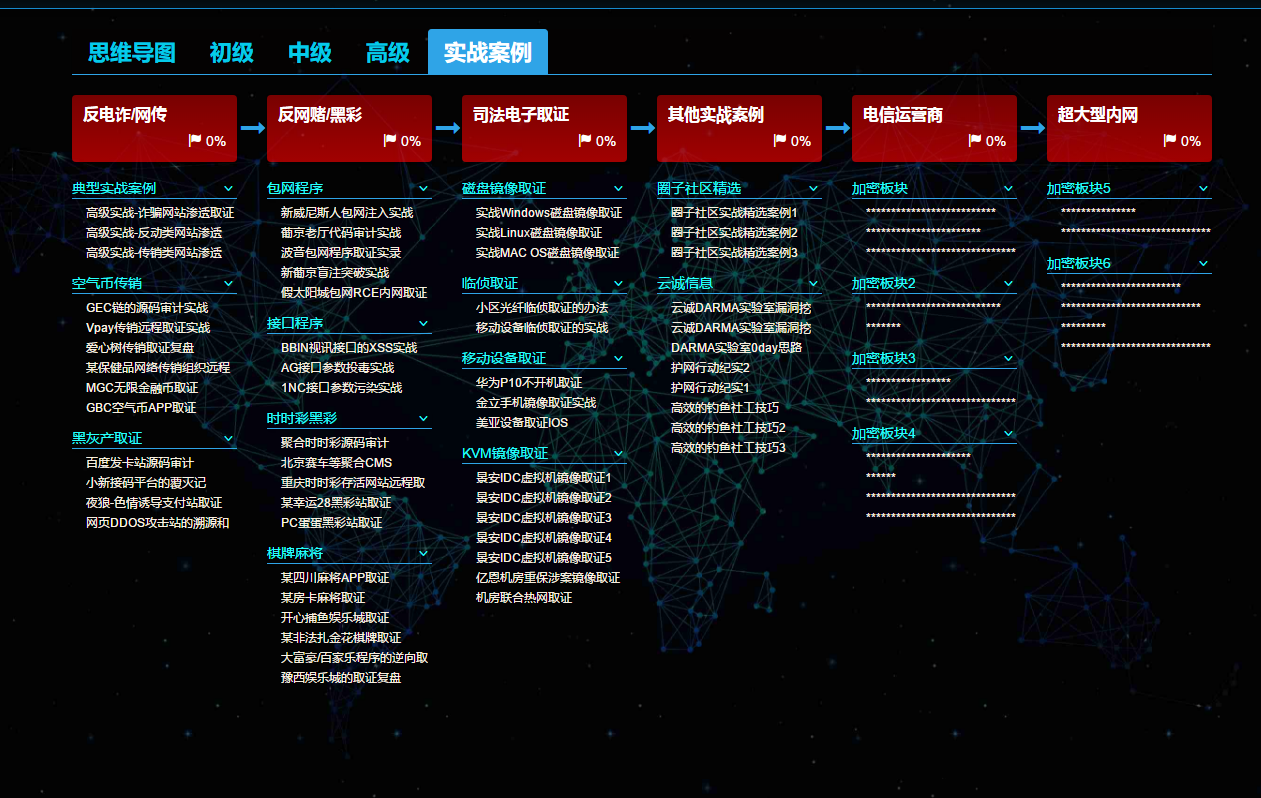 思维导图 初级 中级 高级 实战案例
反电诈/网传
0%
典型实战案例
高级实战-诈骗网站渗透取证
高级实战-反动类网站渗透
高级实战-传销类网站渗透
空气币传销
GEC链的源码审计实战
Vpay传销远程取证实战
爱心树传销取证复盘
某保健品网络传销组织远程
MGC无限金融币取证
GBC空气币APP取证
黑灰产取证
百度发卡站源码审计
小新接码平台的覆灭记
夜狼-色情诱导支付站取证
网页DDOS攻击站的溯源和
反网赌/黑彩
0%
包网程序
新威尼斯人包网注入实战
葡京老厅代码审计实战
波音包网程序取证实录
新葡京盲注突破实战
假太阳城包网RCE内网取证
接口程序
BBIN视讯接口的XSS实战
AG接口参数投毒实战
1NC接口参数污染实战
时时彩黑彩
聚合时时彩源码审计
北京赛车等聚合CMS
重庆时时彩存活网站远程取
某幸运28黑彩站取证
PC蛋蛋黑彩站取证
棋牌麻将
某四川麻将APP取证
某房卡麻将取证
开心捕鱼娱乐城取证
某非法扎金花棋牌取证
大富豪/百家乐程序的逆向取
豫西娱乐城的取证复盘
司法电子取证
0%
磁盘镜像取证
实战Windows磁盘镜像取证
实战Linux磁盘镜像取证
实战MAC OS磁盘镜像取证
临侦取证
小区光纤临侦取证的办法
移动设备临侦取证的实战
移动设备取证
华为P10不开机取证
金立手机镜像取证实战
美亚设备取证IOS
KVM镜像取证
景安IDC虚拟机镜像取证1
景安IDC虚拟机镜像取证2
景安IDC虚拟机镜像取证3
景安IDC虚拟机镜像取证4
景安IDC虚拟机镜像取证5
亿恩机房重保涉案镜像取证
机房联合热网取证
其他实战案例
0%
圈子社区精选
圈子社区实战精选案例1
圈子社区实战精选案例2
圈子社区实战精选案例3
云诚信息
云诚DARMA实验室漏洞挖
云诚DARMA实验室漏洞挖
DARMA实验室0day思路
护网行动纪实2
护网行动纪实1
高效的钓鱼社工技巧
高效的钓鱼社工技巧2
高效的钓鱼社工技巧3
电信运营商
0%
加密板块
**************************
***********************
******************************
加密板块2
***************************
*******
加密板块3
*****************
******************************
加密板块4
*********************
******
******************************
******************************
超大型内网
0%
加密板块5
***************
******************************
加密板块6
************************
****************************
*********
******************************